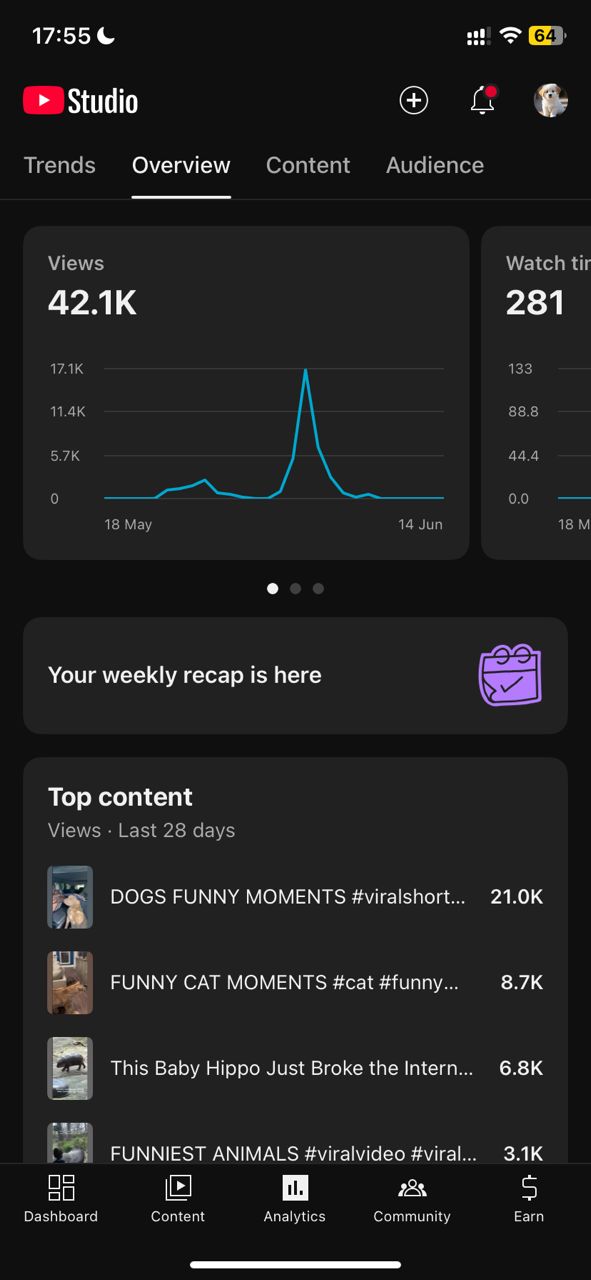 17:55
64
Studio
Trends Overview Content Audience
Views
42.1K
17.1K
11.4K
5.7K
0
18 May 14 Jun
Watch tir
281
133
88.8
44.4
0.0
18 M
Your weekly recap is here
Top content
Views · Last 28 days
DOGS FUNNY MOMENTS #viralshort... 21.0K
FUNNY CAT MOMENTS #cat #funny... 8.7K
This Baby Hippo Just Broke the Intern... 6.8K
FUNNIEST ANIMALS #viralvideo #viral... 3.1K
Dashboard Content Analytics Community Earn